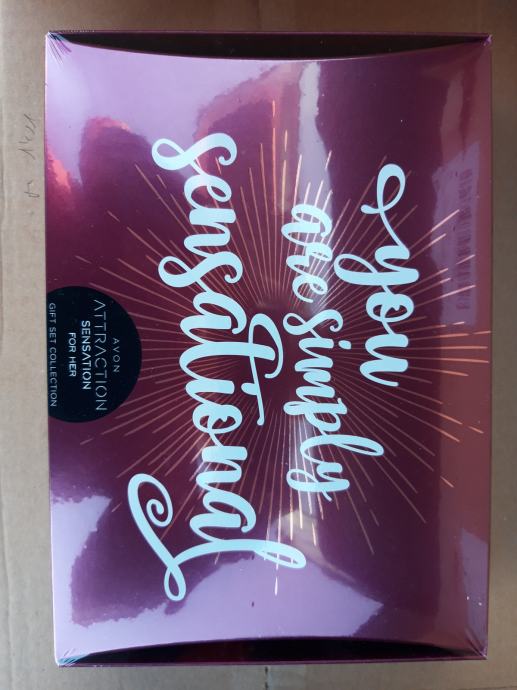 you
are simply
sensational
AVON
ATTRACTION
SENSATION
FOR HER
GIFT SET COLLECTION